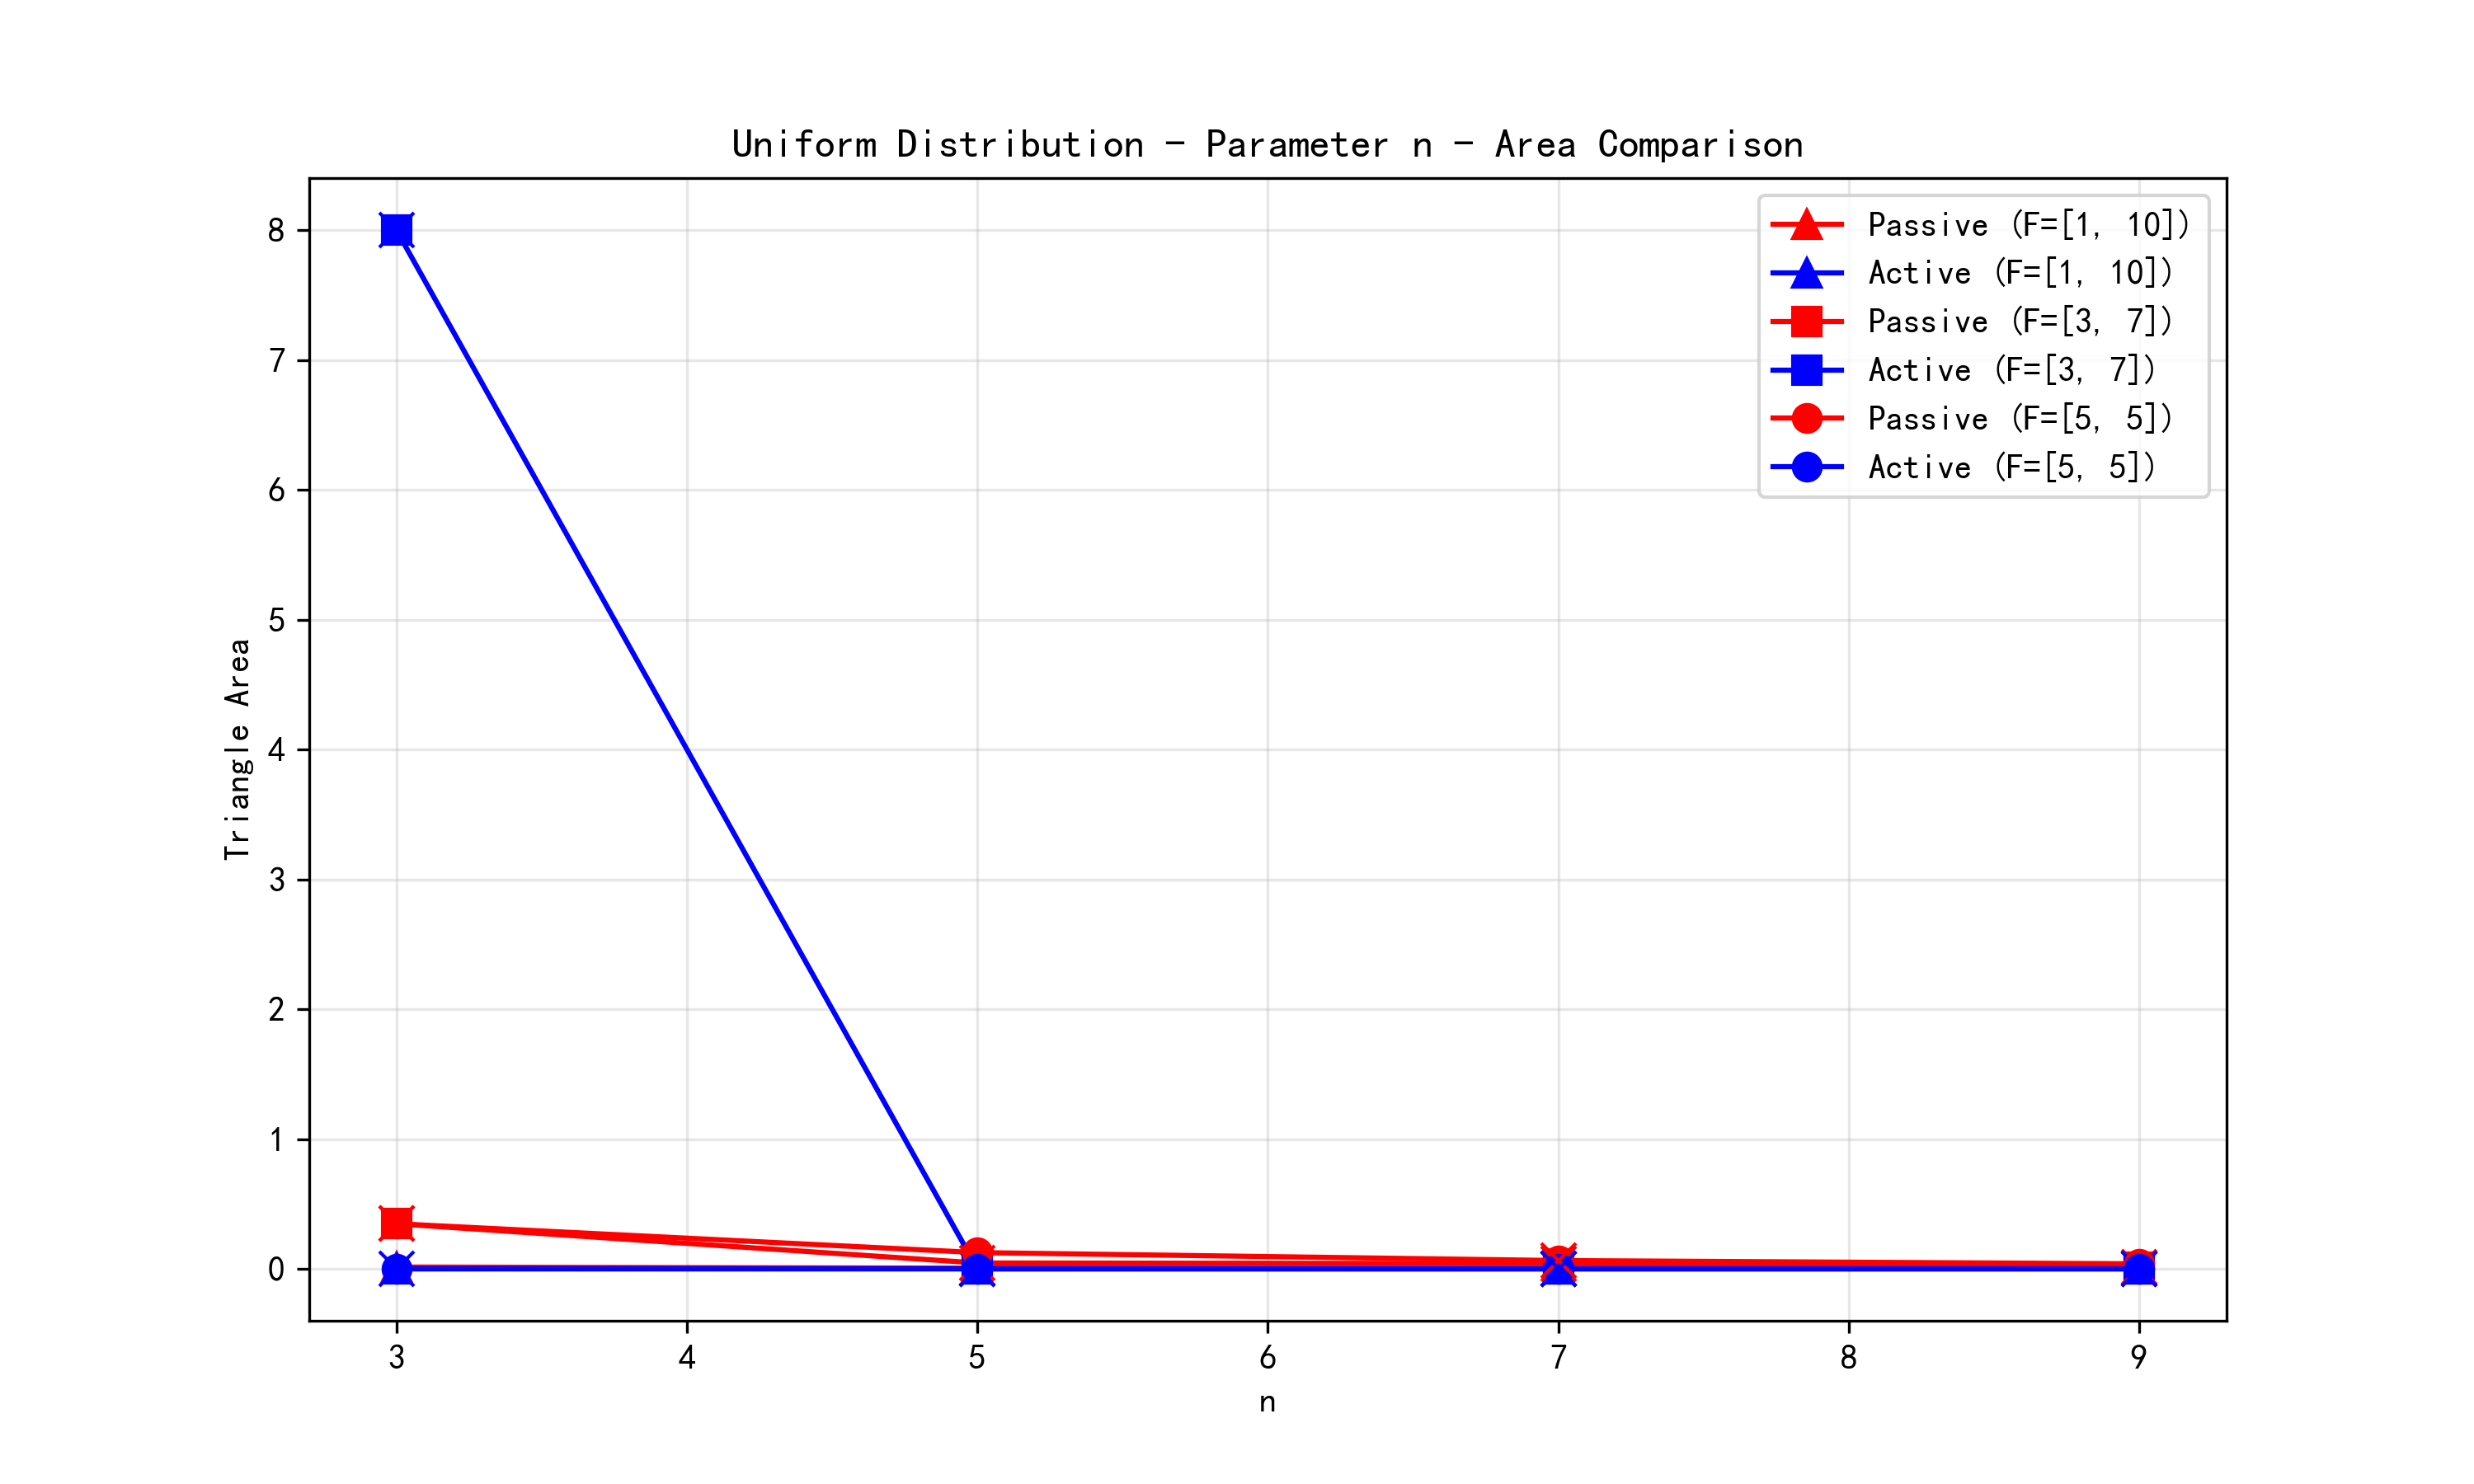 Uniform Distribution - Parameter n - Area Comparison
Passive (F=[1, 10])
Active (F=[1, 10])
Passive (F=[3, 7])
Active (F=[3, 7])
Passive (F=[5, 5])
Active (F=[5, 5])
Triangle Area
8
7
6
5
4
3
2
1
0
3 4 5 6 7 8 9
n